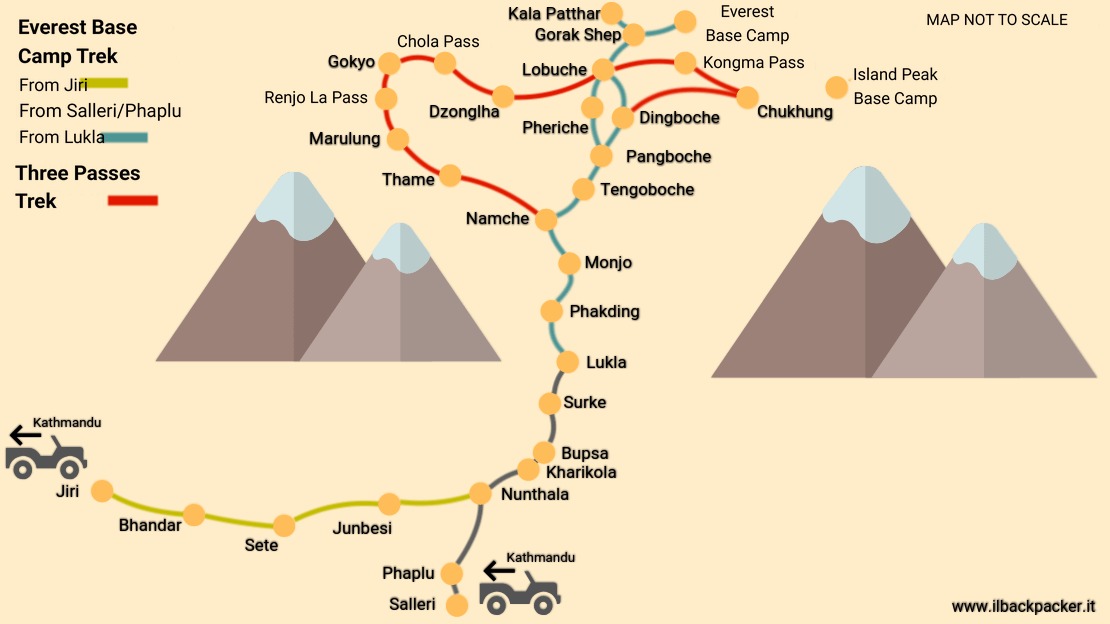 Everest Base
Camp Trek
From Jiri
From Salleri/Phaplu
From Lukla
Three Passes
Trek
MAP NOT TO SCALE
Kala Patthar
Everest
Base Camp
Gorak Shep
Chola Pass
Gokyo
Lobuche
Kongma Pass
Island Peak
Base Camp
Renjo La Pass
Dzonglha
Chukhung
Pheriche
Dingboche
Marulung
Pangboche
Thame
Tengoboche
Namche
Monjo
Phakding
Lukla
Surke
Kathmandu
Bupsa
Kharikola
Jiri
Nunthala
Bhandar
Junbesi
Sete
Kathmandu
Phaplu
Salleri
www.ilbackpacker.it